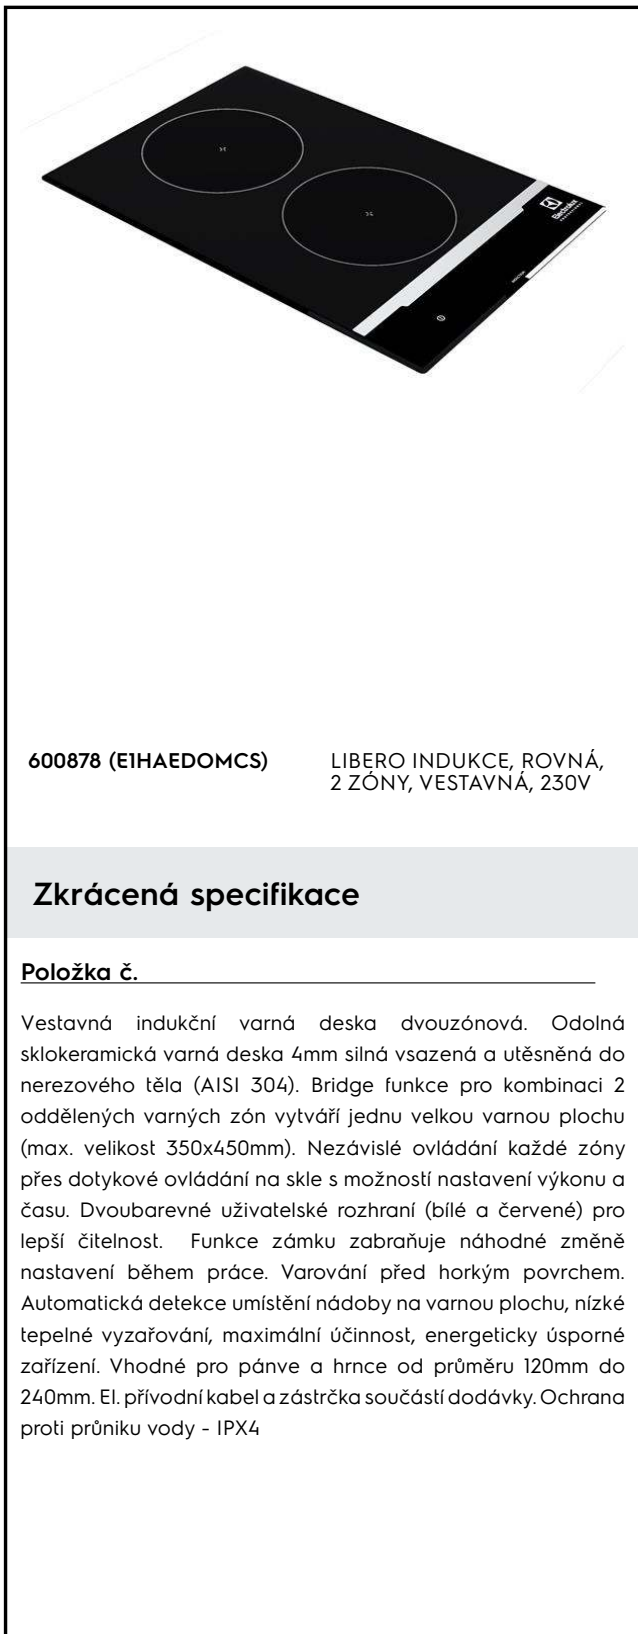 Electrolux
PROFESSIONAL
600878 (E1HAEDOMCS)
LIBERO INDUKCE, ROVNÁ,
2 ZÓNY, VESTAVNÁ, 230V
Zkrácená specifikace
Položka č.
Vestavná indukční varná deska dvouzónová. Odolná
sklokeramická varná deska 4mm silná vsazená a utěsněná do
nerezového těla (AISI 304). Bridge funkce pro kombinaci 2
oddělených varných zón vytváří jednu velkou varnou plochu
(max. velikost 350x450mm). Nezávislé ovládání každé zóny
přes dotykové ovládání na skle s možností nastavení výkonu a
času. Dvoubarevné uživatelské rozhraní (bílé a červené) pro
lepší čitelnost. Funkce zámku zabraňuje náhodné změně
nastavení během práce. Varování před horkým povrchem.
Automatická detekce umístění nádoby na varnou plochu, nízké
tepelné vyzařování, maximální účinnost, energeticky úsporné
zařízení. Vhodné pro pánve a hrnce od průměru 120mm do
240mm. El. přívodní kabel a zástrčka součástí dodávky. Ochrana
proti průniku vody - IPX4